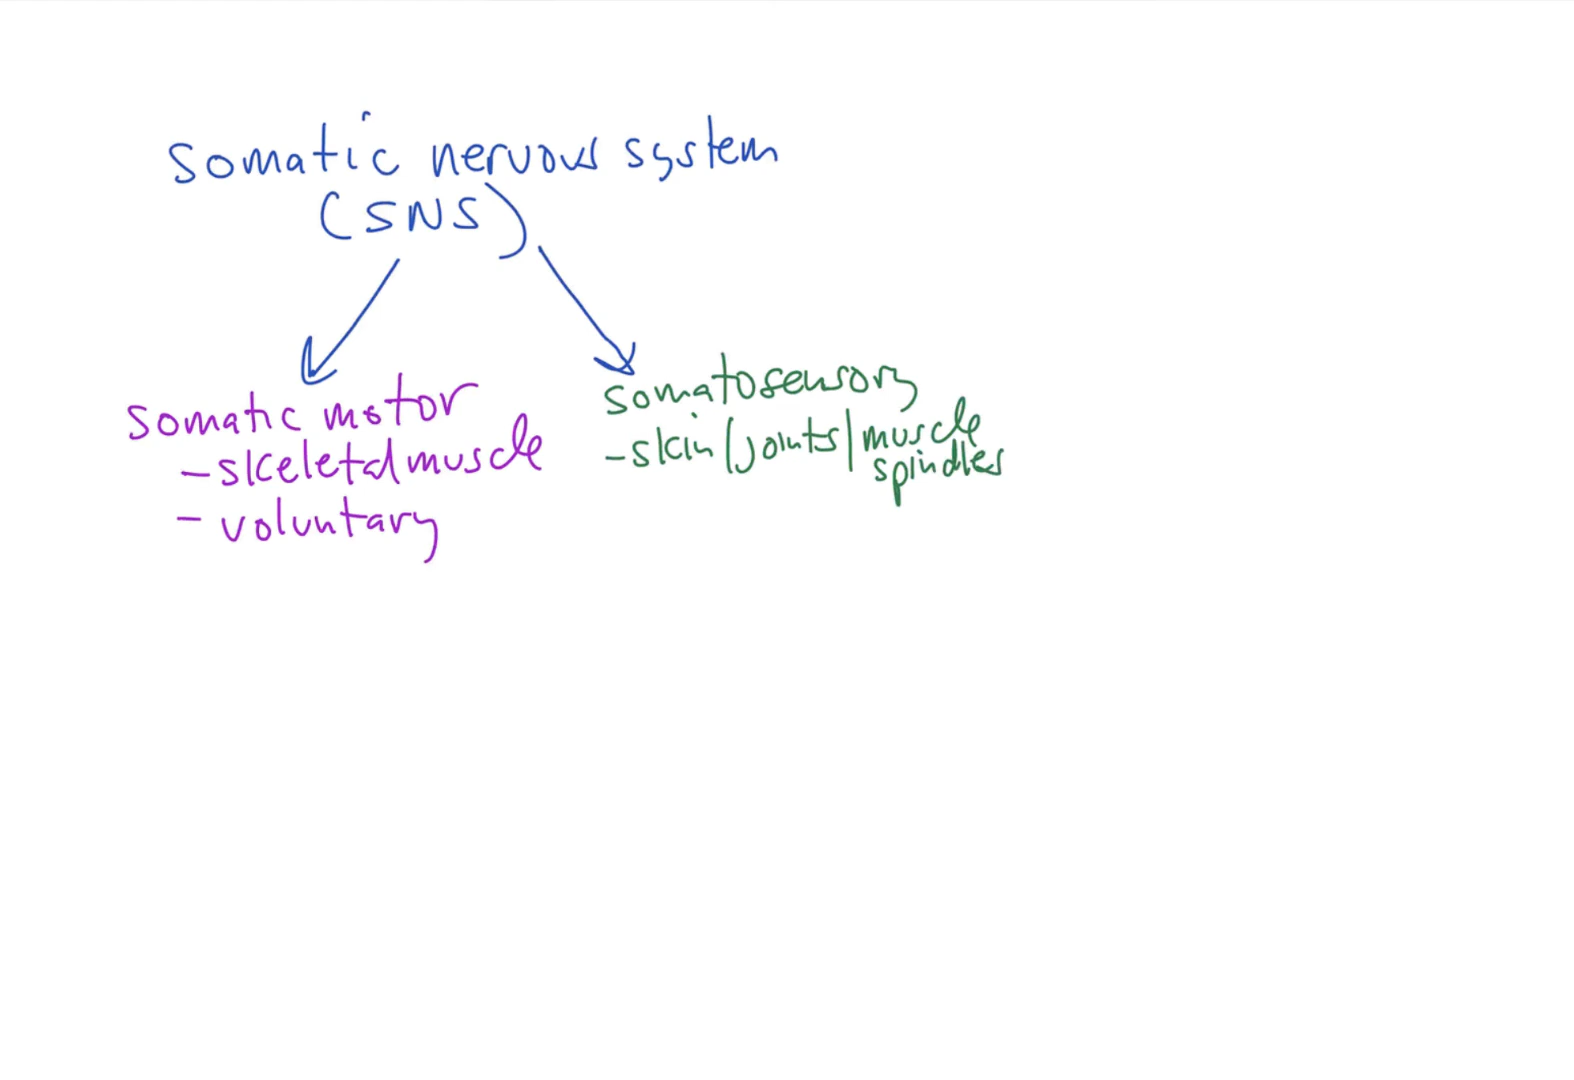 somatic nervous system
(SNS)
somatic motor
-skeletal muscle
- voluntary
somatosensory
-skin/joints/muscle
spindles